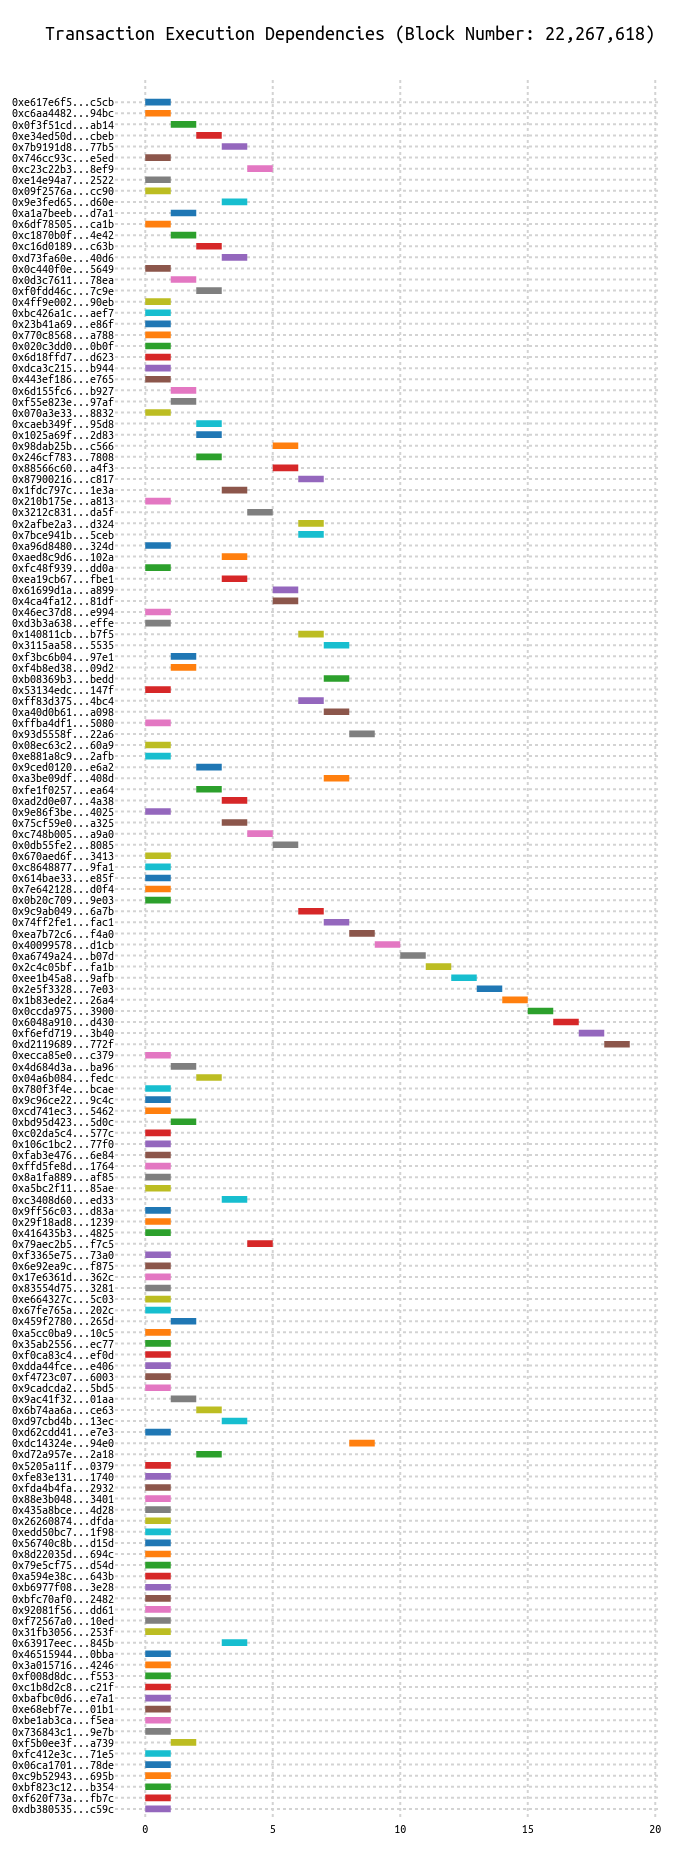 Transaction Execution Dependencies (Block Number: 22,267,618)
0xe617e6f5...c5cb
0xc6aa4482...94bc
0x0f3f51cd...ab14
0xe34ed50d...cbeb
0x7b9191d8...77b5
0x746cc93c...e5ed
0xc23c22b3...8ef9
0xe14e94a7...2522
0x09f2576a...cc90
0x9e3fed65...d60e
0xa1a7beeb...d7a1
0x6df78505...ca1b
0xc1870b0f...4e42
0xc16d0189...c63b
0xd73fa60e...40d6
0x0c440f0e...5649
0x0d3c7611...78ea
0xf0fdd46c...7c9e
0x4ff9e002...90eb
0xbc426a1c...aef7
0x23b41a69...e86f
0x770c8568...a788
0x020c3dd0...0b0f
0x6d18ffd7...d623
0xdca3c215...b944
0x443ef186...e765
0x6d155fc6...b927
0xf55e823e...97af
0x070a3e33...8832
0xcaeb349f...95d8
0x1025a69f...2d83
0x98dab25b...c566
0x246cf783...7808
0x88566c60...a4f3
0x87900216...c817
0x1fdc797c...1e3a
0x210b175e...a813
0x3212c831...da5f
0x2afbe2a3...d324
0x7bce941b...5ceb
0xa96d8480...324d
0xaed8c9d6...102a
0xfc48f939...dd0a
0xea19cb67...fbe1
0x61699d1a...a899
0x4ca4fa12...81df
0x46ec37d8...e994
0xd3b3a638...effe
0x140811cb...b7f5
0x3115aa58...5535
0xf3bc6b04...97e1
0xf4b8ed38...09d2
0xb08369b3...bedd
0x53134edc...147f
0xff83d375...4bc4
0xa40d0b61...a098
0xffba4df1...5080
0x93d5558f...22a6
0x08ec63c2...60a9
0xe881a8c9...2afb
0x9ced0120...e6a2
0xa3be09df...408d
0xfe1f0257...ea64
0xad2d0e07...4a38
0x9e86f3be...4025
0x75cf59e0...a325
0xc748b005...a9a0
0x0db55fe2...8085
0x670aed6f...3413
0xc8648877...9fa1
0x614bae33...e85f
0x7e642128...d0f4
0x0b20c709...9e03
0x9c9ab049...6a7b
0x74ff2fe1...fac1
0xea7b72c6...f4a0
0x40099578...d1cb
0xa6749a24...b07d
0x2c4c05bf...fa1b
0xee1b45a8...9afb
0x2e5f3328...7e03
0x1b83ede2...26a4
0x0ccda975...3900
0x6048a910...d430
0xf6efd719...3b40
0xd2119689...772f
0xecca85e0...c379
0x4d684d3a...ba96
0x04a6b084...fedc
0x780f3f4e...bcae
0x9c96ce22...9c4c
0xcd741ec3...5462
0xbd95d423...5d0c
0xc02da5c4...577c
0x106c1bc2...77f0
0xfab3e476...6e84
0xffd5fe8d...1764
0x8a1fa889...af85
0xa5bc2f11...85ae
0xc3408d60...ed33
0x9ff56c03...d83a
0x29f18ad8...1239
0x416435b3...4825
0x79aec2b5...f7c5
0xf3365e75...73a0
0x6e92ea9c...f875
0x17e6361d...362c
0x83554d75...3281
0xe664327c...5c03
0x67fe765a...202c
0x459f2780...265d
0xa5cc0ba9...10c5
0x35ab2556...ec77
0xf0ca83c4...ef0d
0xdda44fce...e406
0xf4723c07...6003
0x9cadcda2...5bd5
0x9ac41f32...01aa
0x6b74aa6a...ce63
0xd97cbd4b...13ec
0xd62cdd41...e7e3
0xdc14324e...94e0
0xd72a957e...2a18
0x5205a11f...0379
0xfe83e131...1740
0xfda4b4fa...2932
0x88e3b048...3401
0x435a8bce...4d28
0x26260874...dfda
0xedd50bc7...1f98
0x56740c8b...d15d
0x8d22035d...694c
0x79e5cf75...d54d
0xa594e38c...643b
0xb6977f08...3e28
0xbfc70af0...2482
0x92081f56...dd61
0xf72567a0...10ed
0x31fb3056...253f
0x63917eec...845b
0x46515944...0bba
0x3a015716...4246
0xf008d8dc...f553
0xc1b8d2c8...c21f
0xbafbc0d6...e7a1
0xe68ebf7e...01b1
0xbe1ab3ca...f5ea
0x736843c1...9e7b
0xf5b0ee3f...a739
0xfc412e3c...71e5
0x06ca1701...78de
0xc9b52943...695b
0xbf823c12...b354
0xf620f73a...fb7c
0xdb380535...c59c
0 5 10 15 20